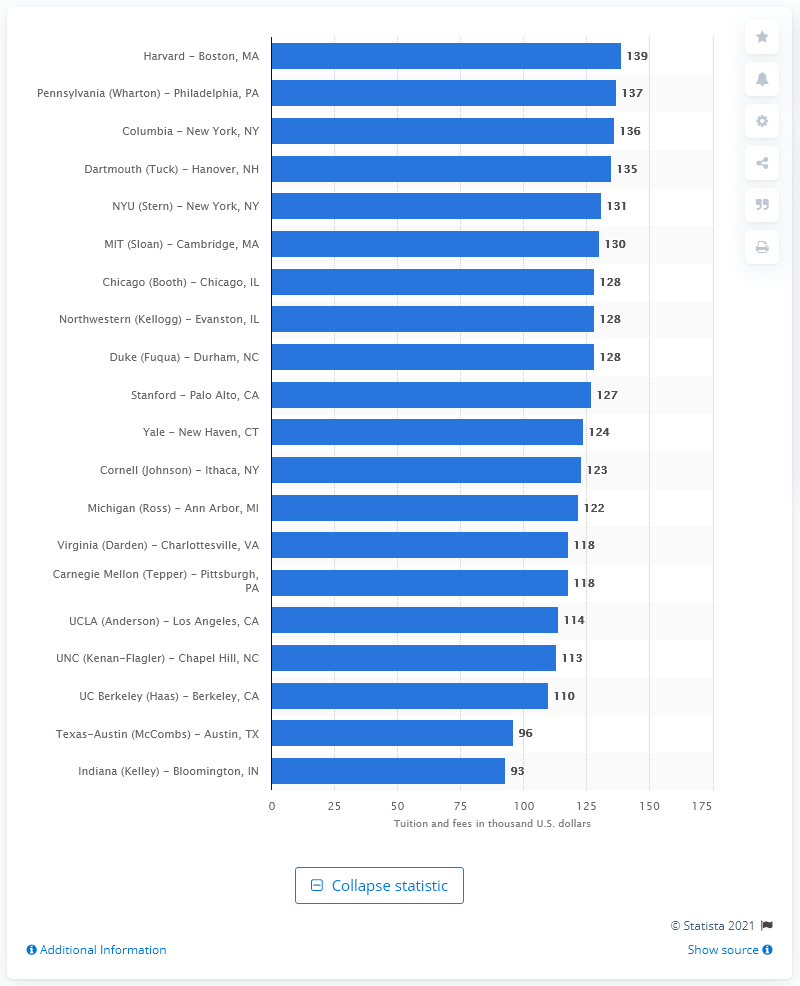 Harvard – Boston, MA 139
Pennsylvania (Wharton) – Philadelphia, PA 137
Columbia – New York, NY 136
Dartmouth (Tuck) – Hanover, NH 135
NYU (Stern) – New York, NY 131
MIT (Sloan) – Cambridge, MA 130
Chicago (Booth) – Chicago, IL 128
Northwestern (Kellogg) – Evanston, IL 128
Duke (Fuqua) – Durham, NC 128
Stanford – Palo Alto, CA 127
Yale – New Haven, CT 124
Cornell (Johnson) – Ithaca, NY 123
Michigan (Ross) – Ann Arbor, MI 122
Virginia (Darden) – Charlottesville, VA 118
Carnegie Mellon (Tepper) – Pittsburgh,
PA 118
UCLA (Anderson) – Los Angeles, CA 114
UNC (Kenan-Flagler) – Chapel Hill, NC 113
UC Berkeley (Haas) – Berkeley, CA 110
Texas-Austin (McCombs) – Austin, TX 96
Indiana (Kelley) – Bloomington, IN 93
0 25 50 75 100 125 150 175
Tuition and fees in thousand U.S. dollars
Collapse statistic
© Statista 2021
Additional Information Show source